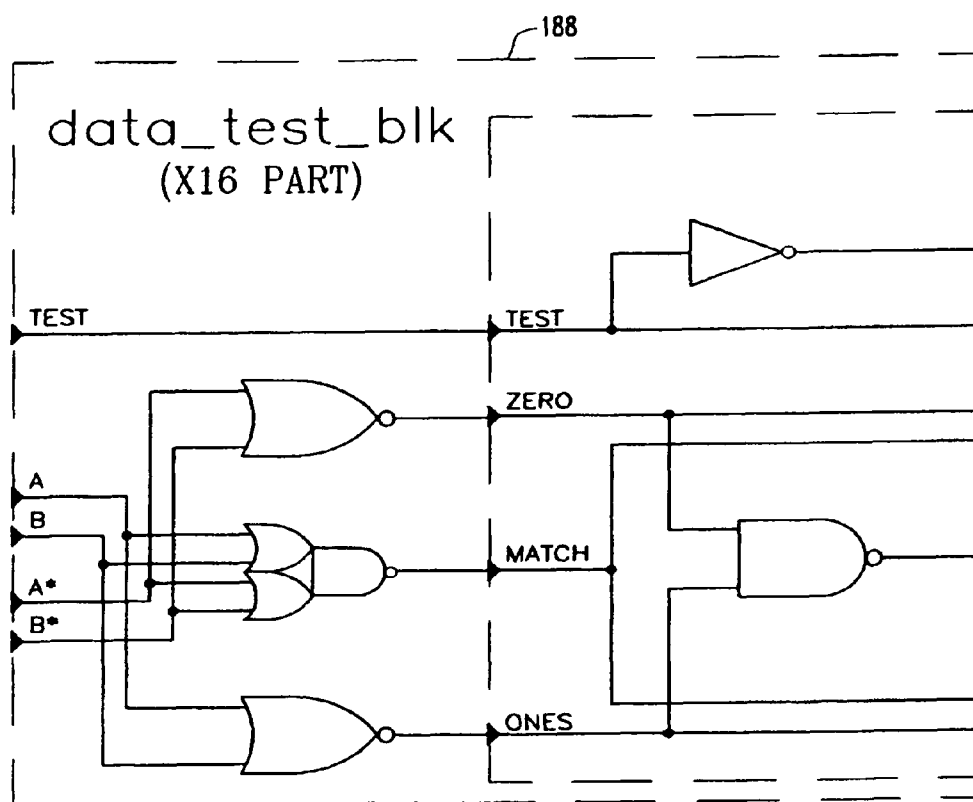 188
data_test_blk
(X16 PART)
TEST
TEST
ZERO
A
B
MATCH
A*
B*
ONES